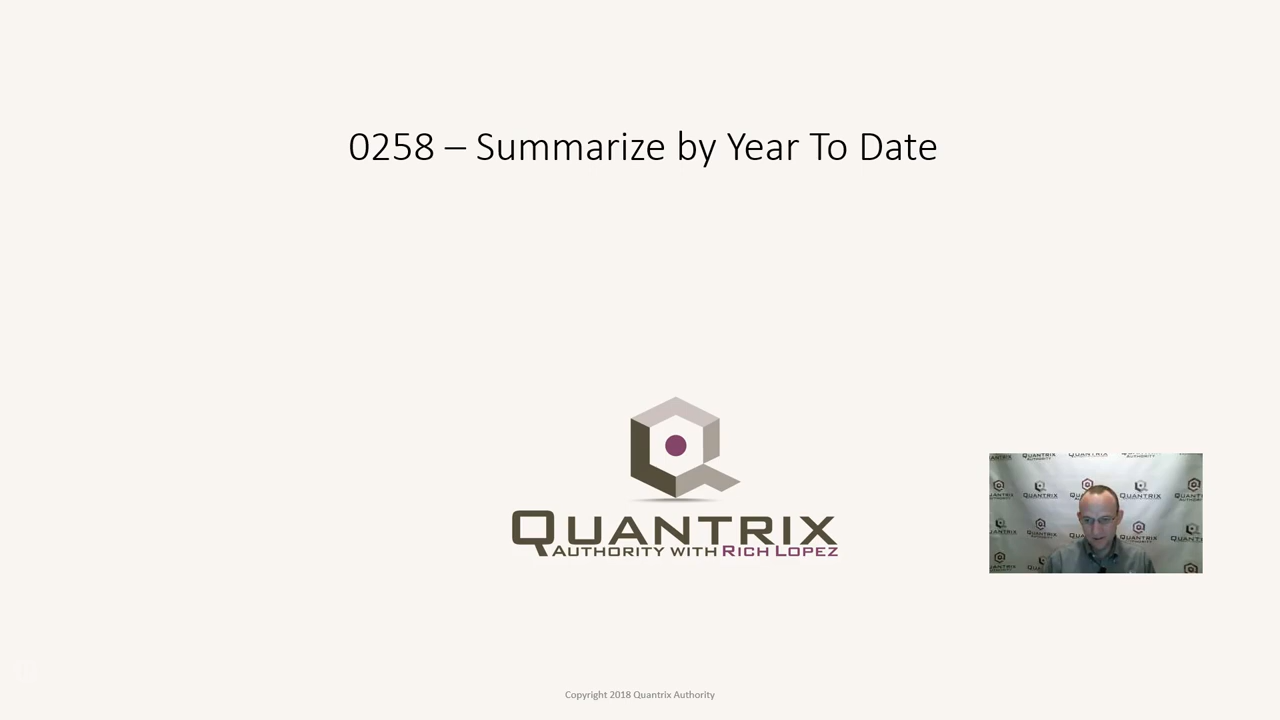 0258 – Summarize by Year To Date
QUANTRIX
AUTHORITY WITH RICH LOPEZ
Copyright 2018 Quantrix Authority